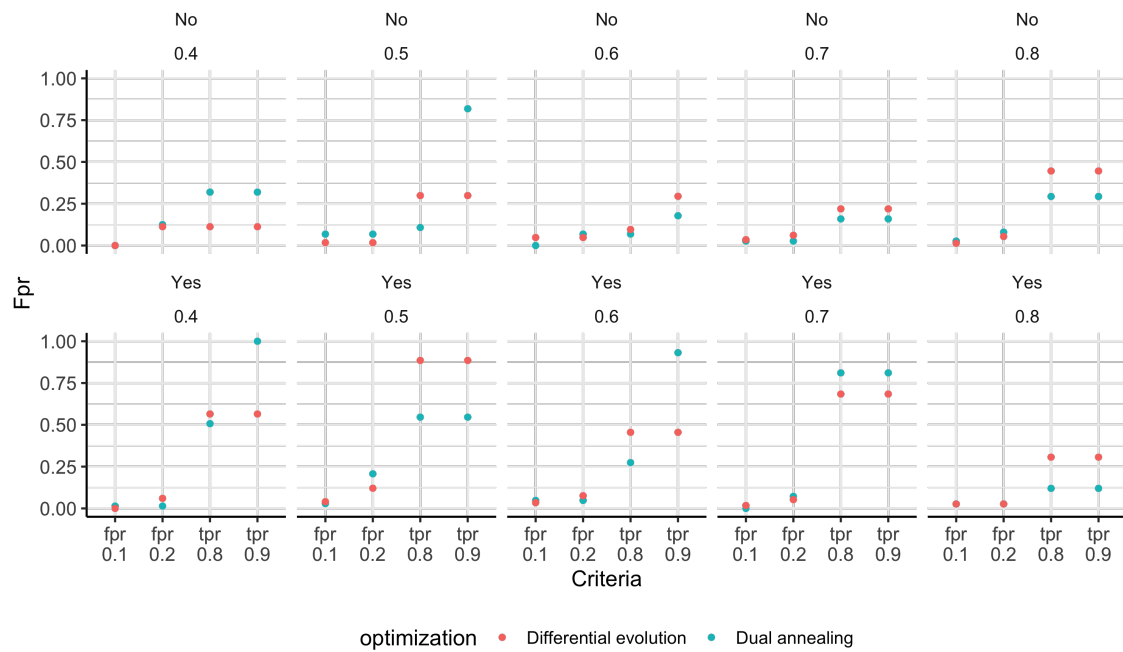 No No No No No
0.4 0.5 0.6 0.7 0.8
1.00
0.75
0.50
0.25
0.00
Fpr
Yes Yes Yes Yes Yes
0.4 0.5 0.6 0.7 0.8
1.00
0.75
0.50
0.25
0.00
fpr fpr tpr tpr fpr fpr tpr tpr fpr fpr tpr tpr fpr fpr tpr tpr fpr fpr tpr tpr
0.1 0.2 0.8 0.9 0.1 0.2 0.8 0.9 0.1 0.2 0.8 0.9 0.1 0.2 0.8 0.9 0.1 0.2 0.8 0.9
Criteria
optimization Differential evolution Dual annealing